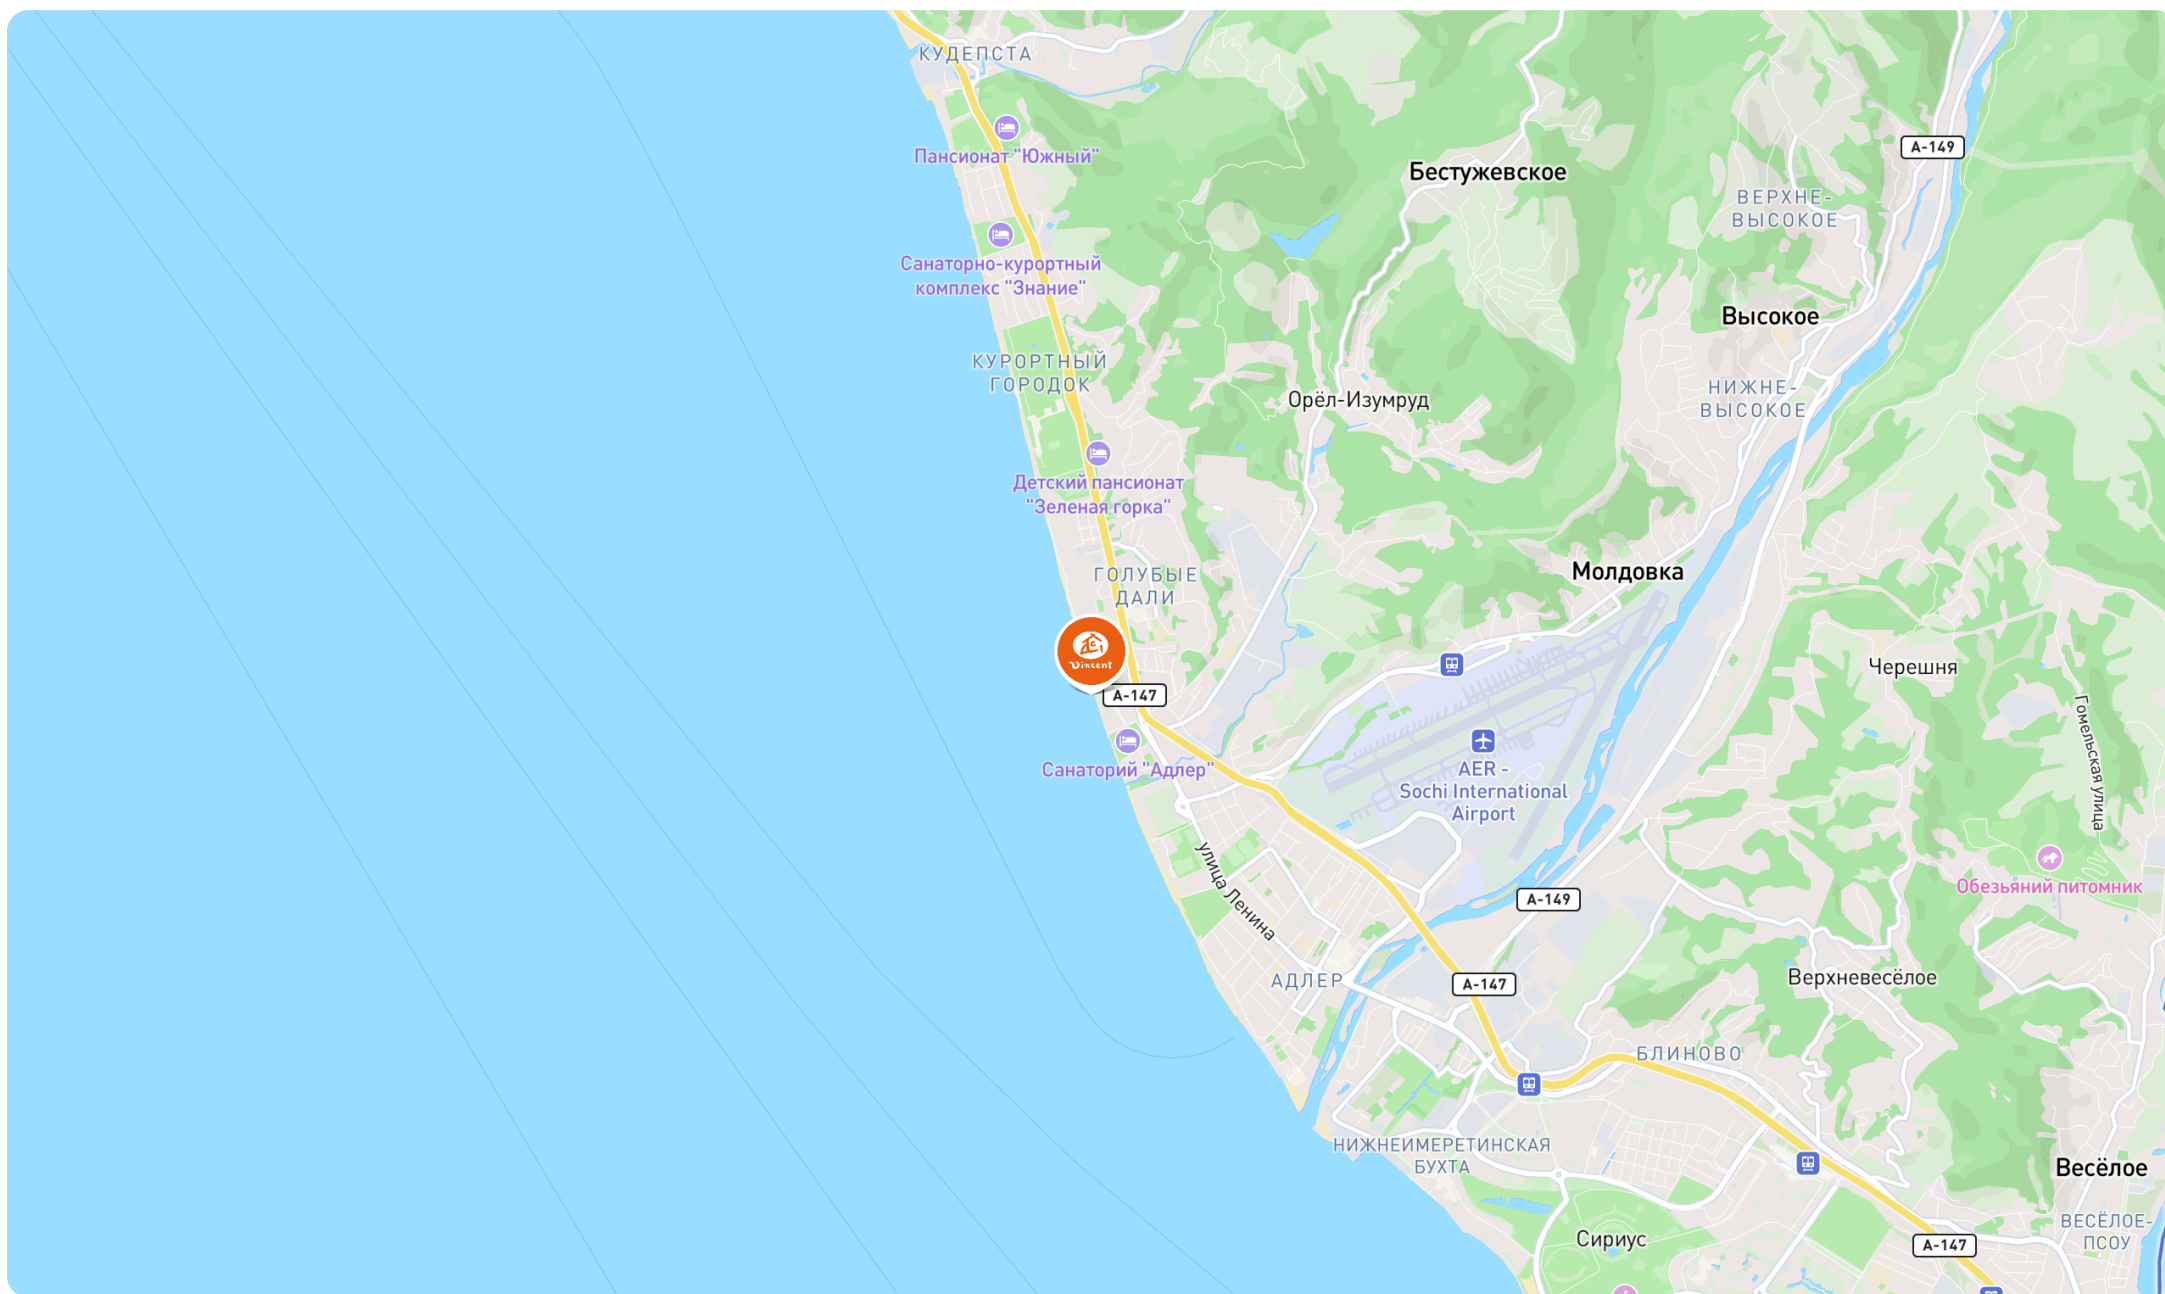 КУДЕПСТА
Пансионат "Южный"
А-149
Бестужевское
ВЕРХНЕ-
ВЫСОКОЕ
Санаторно-курортный
комплекс "Знание"
Высокое
КУРОРТНЫЙ
ГОРОДОК
НИЖНЕ-
ВЫСОКОЕ
Орёл-Изумруд
Детский пансионат
"Зеленая горка"
ГОЛУБЫЕ
ДАЛИ
Молдовка
Vincent
А-147
Черешня
Гомельская улица
Санаторий "Адлер"
AER -
Sochi International
Airport
улица Ленина
Обезьяний питомник
А-149
АДЛЕР
А-147
Верхневесёлое
БЛИНОВО
НИЖНЕИМЕРЕТИНСКАЯ
БУХТА
Весёлое
ВЕСЁЛОЕ-
ПСОУ
Сириус
А-147